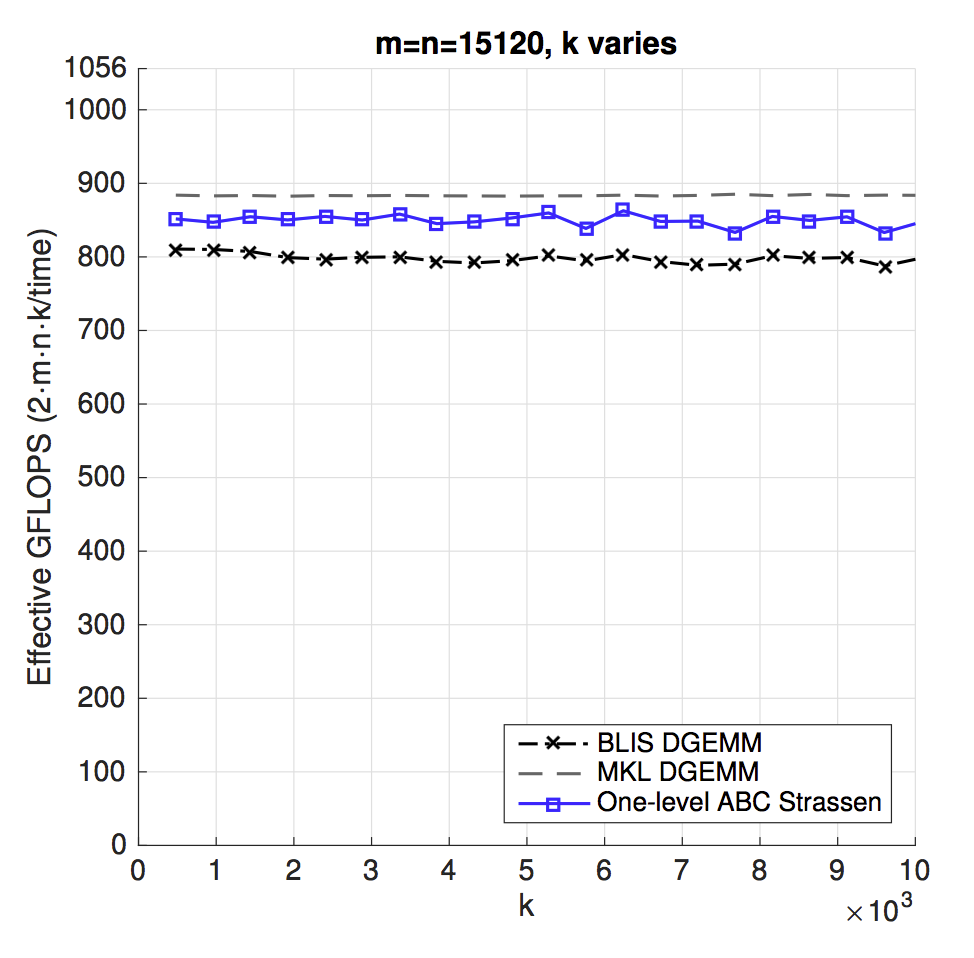 m=n=15120, k varies
Effective GFLOPS (2·m·n·k/time)
1056
1000
900
800
700
600
500
400
300
200
100
0
0 1 2 3 4 5 6 7 8 9 10
k
×10³
BLIS DGEMM
MKL DGEMM
One-level ABC Strassen